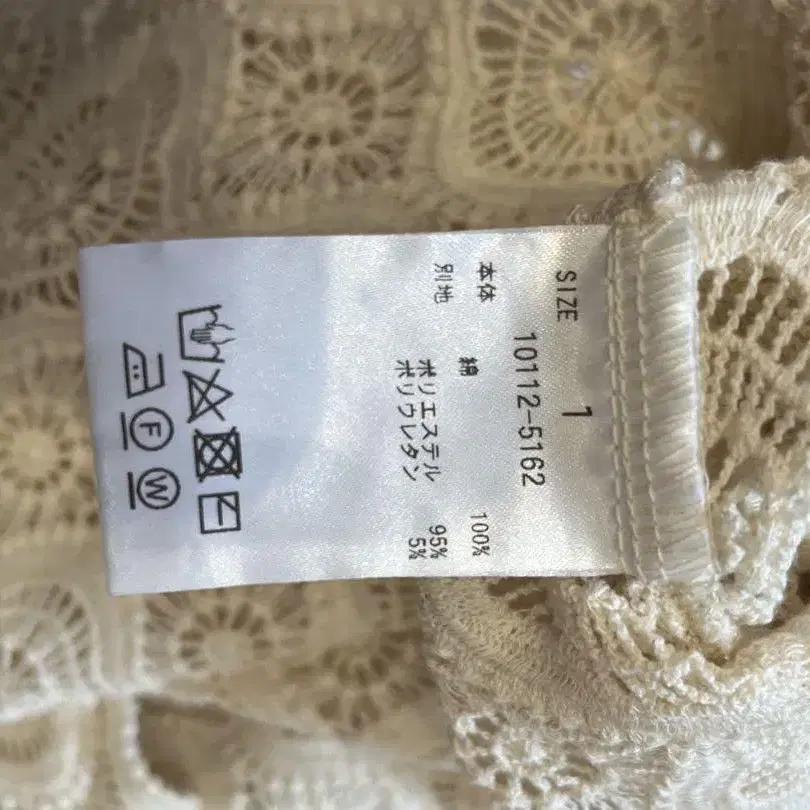 SIZE 1
10112-5162
本体 綿 100%
別地 ポリエステル 95%
ポリウレタン 5%
F
W